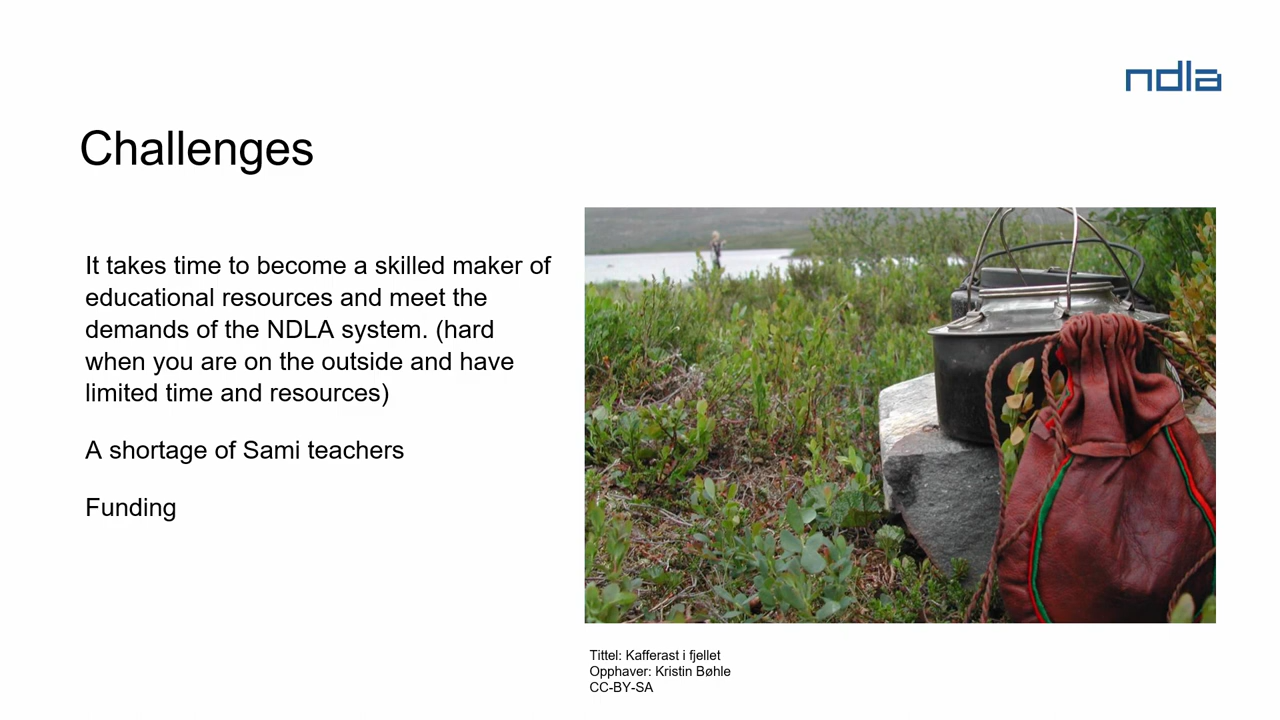 ndla
Challenges
It takes time to become a skilled maker of
educational resources and meet the
demands of the NDLA system. (hard
when you are on the outside and have
limited time and resources)
A shortage of Sami teachers
Funding
Tittel: Kafferast i fjellet
Opphaver: Kristin Bøhle
CC-BY-SA